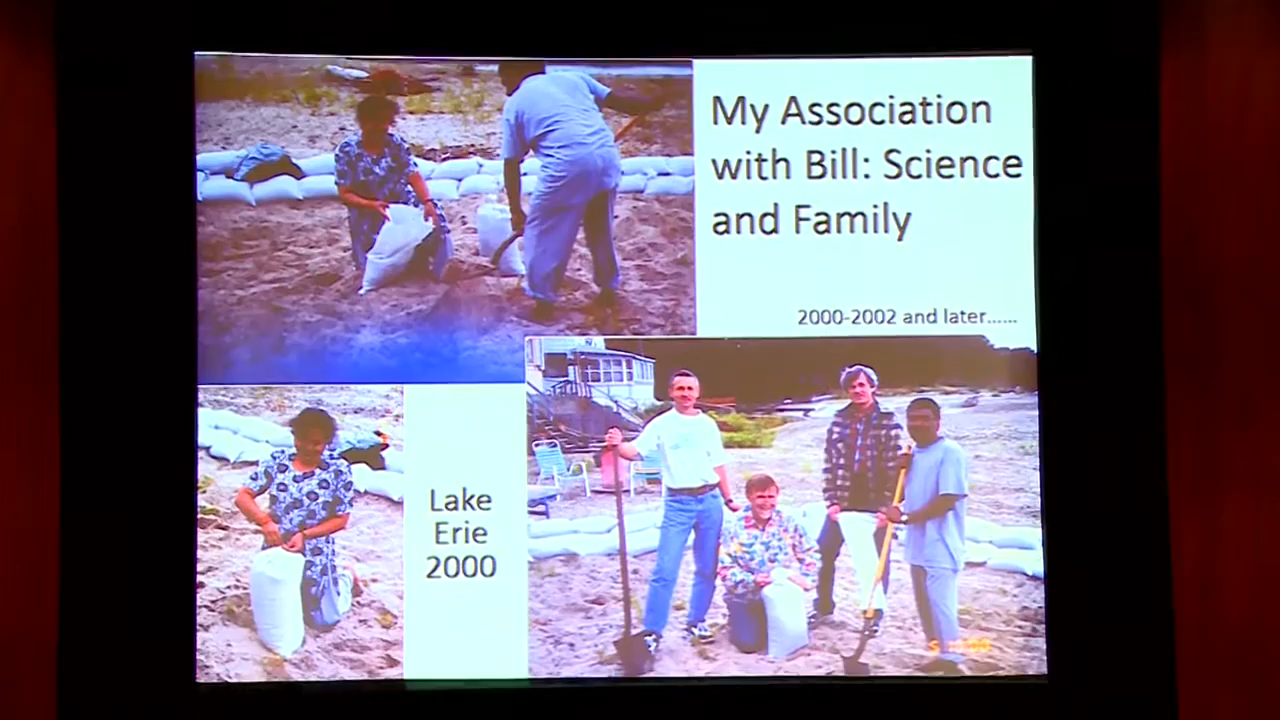 My Association
with Bill: Science
and Family
2000-2002 and later......
Lake
Erie
2000